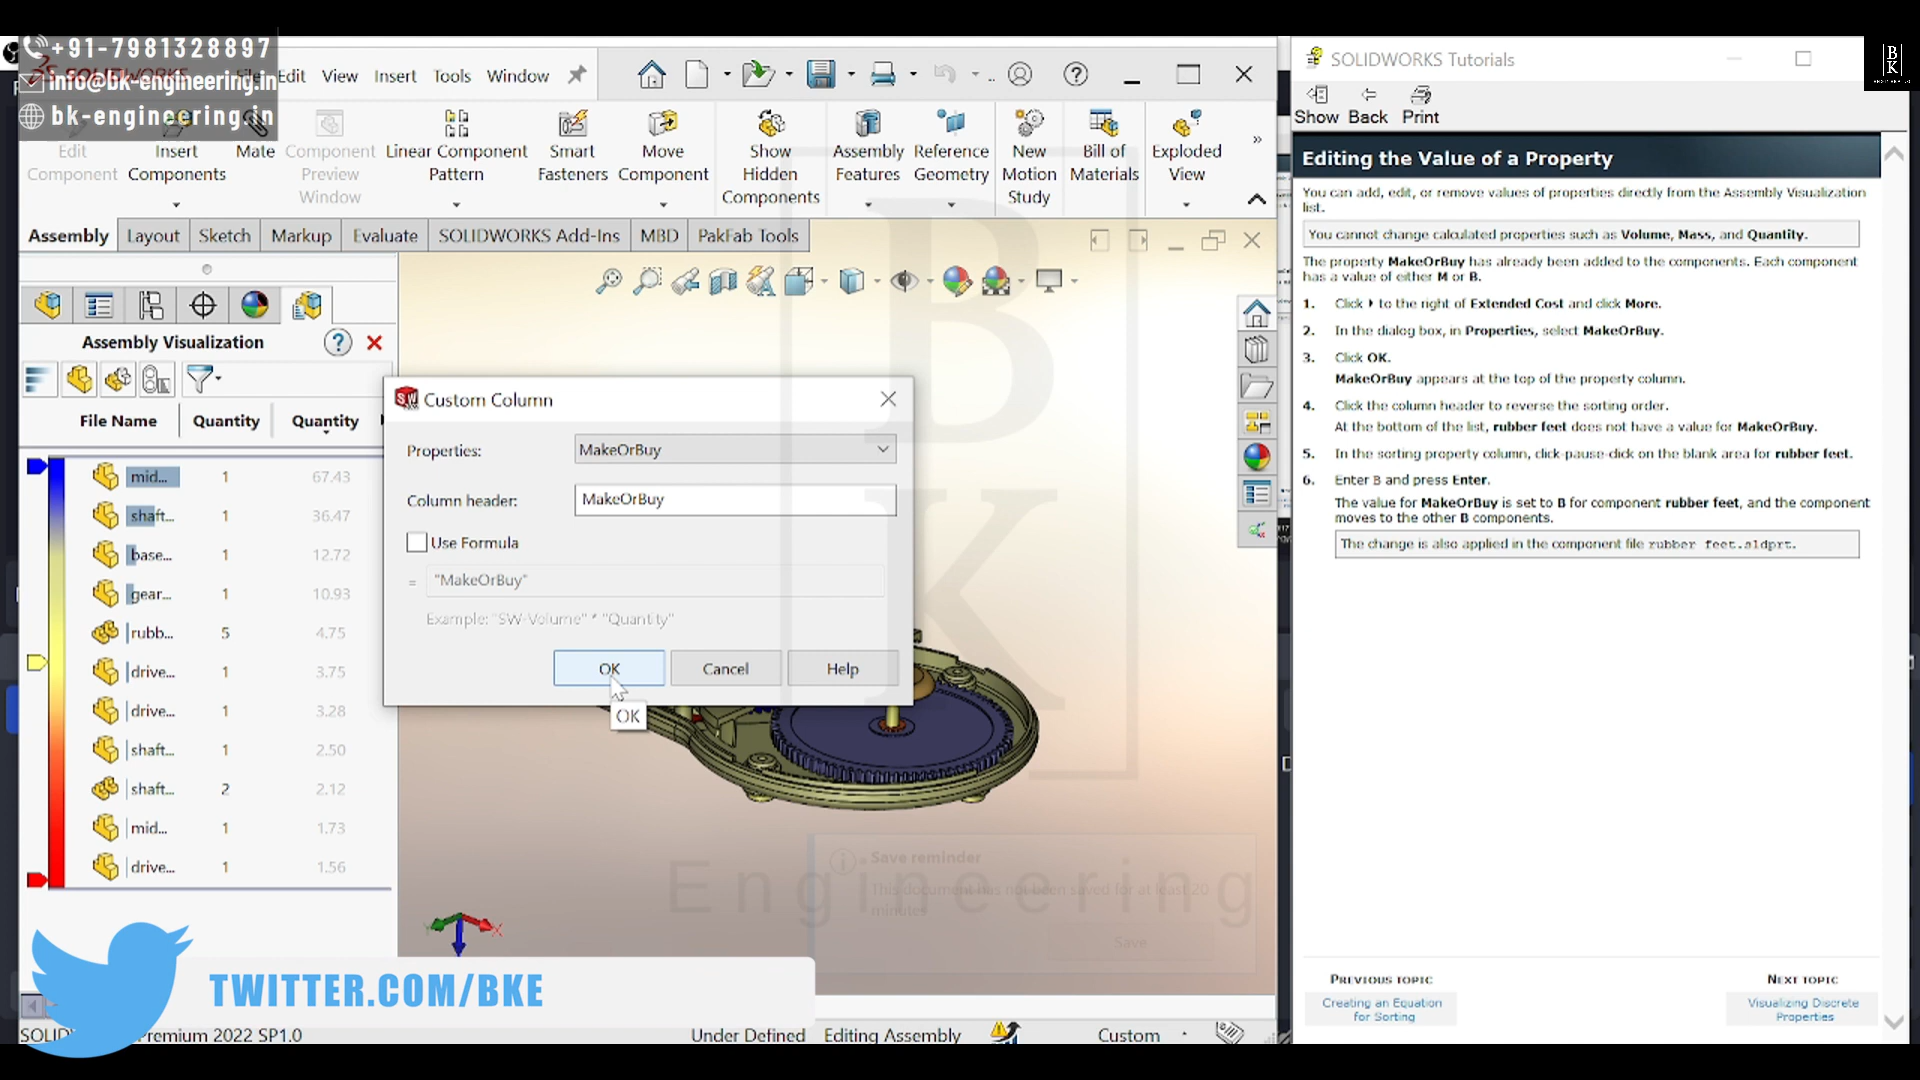 +91-7981328897
info@bk-engineering.in
bk-engineering.in
Edit View Insert Tools Window
Edit Component
Insert Components
Mate
Component Preview Window
Linear Component Pattern
Smart Fasteners
Move Component
Show Hidden Components
Assembly Features
Reference Geometry
New Motion Study
Bill of Materials
Exploded View
Assembly Layout Sketch Markup Evaluate SOLIDWORKS Add-Ins MBD PakFab Tools
Assembly Visualization
File Name Quantity Quantity
mid... 1 67.43
shaft... 1 36.47
base... 1 12.72
gear... 1 10.93
rubb... 5 4.75
drive... 1 3.75
drive... 1 3.28
shaft... 1 2.50
shaft... 2 2.12
mid... 1 1.73
drive... 1 1.56
Custom Column
Properties: MakeOrBuy
Column header: MakeOrBuy
Use Formula
= "MakeOrBuy"
Example: "SW-Volume" * "Quantity"
OK Cancel Help
OK
BK
Engineering
Save reminder
This document has not been saved for at least 20
minutes
Save
TWITTER.COM/BKE
Premium 2022 SP1.0
Under Defined Editing Assembly Custom
SOLIDWORKS Tutorials
BK
Show Back Print
Editing the Value of a Property
You can add, edit, or remove values of properties directly from the Assembly Visualization
list.
You cannot change calculated properties such as Volume, Mass, and Quantity.
The property MakeOrBuy has already been added to the components. Each component
has a value of either M or B.
1. Click to the right of Extended Cost and click More.
2. In the dialog box, in Properties, select MakeOrBuy.
3. Click OK.
MakeOrBuy appears at the top of the property column.
4. Click the column header to reverse the sorting order.
At the bottom of the list, rubber feet does not have a value for MakeOrBuy.
5. In the sorting property column, click-pause-click on the blank area for rubber feet.
6. Enter B and press Enter.
The value for MakeOrBuy is set to B for component rubber feet, and the component
moves to the other B components.
The change is also applied in the component file rubber feet.sldprt.
PREVIOUS TOPIC
Creating an Equation
for Sorting
NEXT TOPIC
Visualizing Discrete
Properties